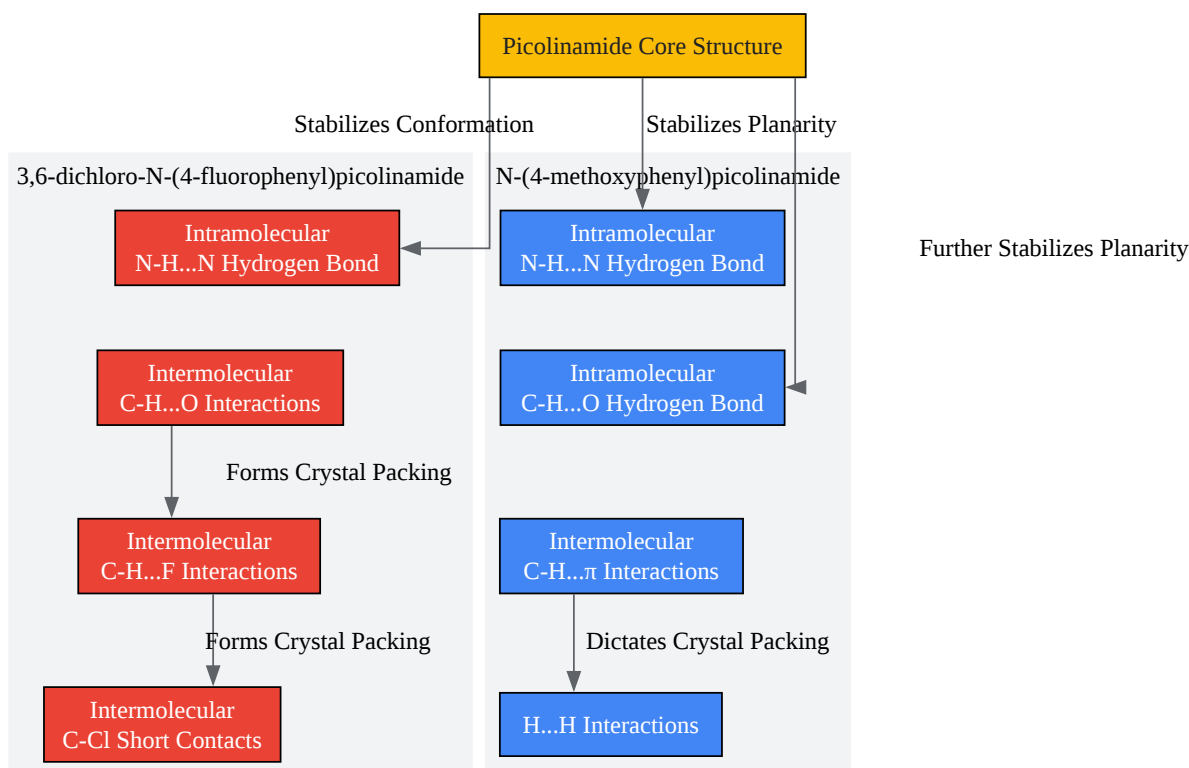 Picolinamide Core Structure
Stabilizes Conformation
Stabilizes Planarity
3,6-dichloro-N-(4-fluorophenyl)picolinamide
N-(4-methoxyphenyl)picolinamide
Intramolecular
N-H...N Hydrogen Bond
Intramolecular
N-H...N Hydrogen Bond
Further Stabilizes Planarity
Intermolecular
C-H...O Interactions
Intramolecular
C-H...O Hydrogen Bond
Forms Crystal Packing
Intermolecular
C-H...F Interactions
Intermolecular
C-H...π Interactions
Forms Crystal Packing
Dictates Crystal Packing
Intermolecular
C-Cl Short Contacts
H...H Interactions